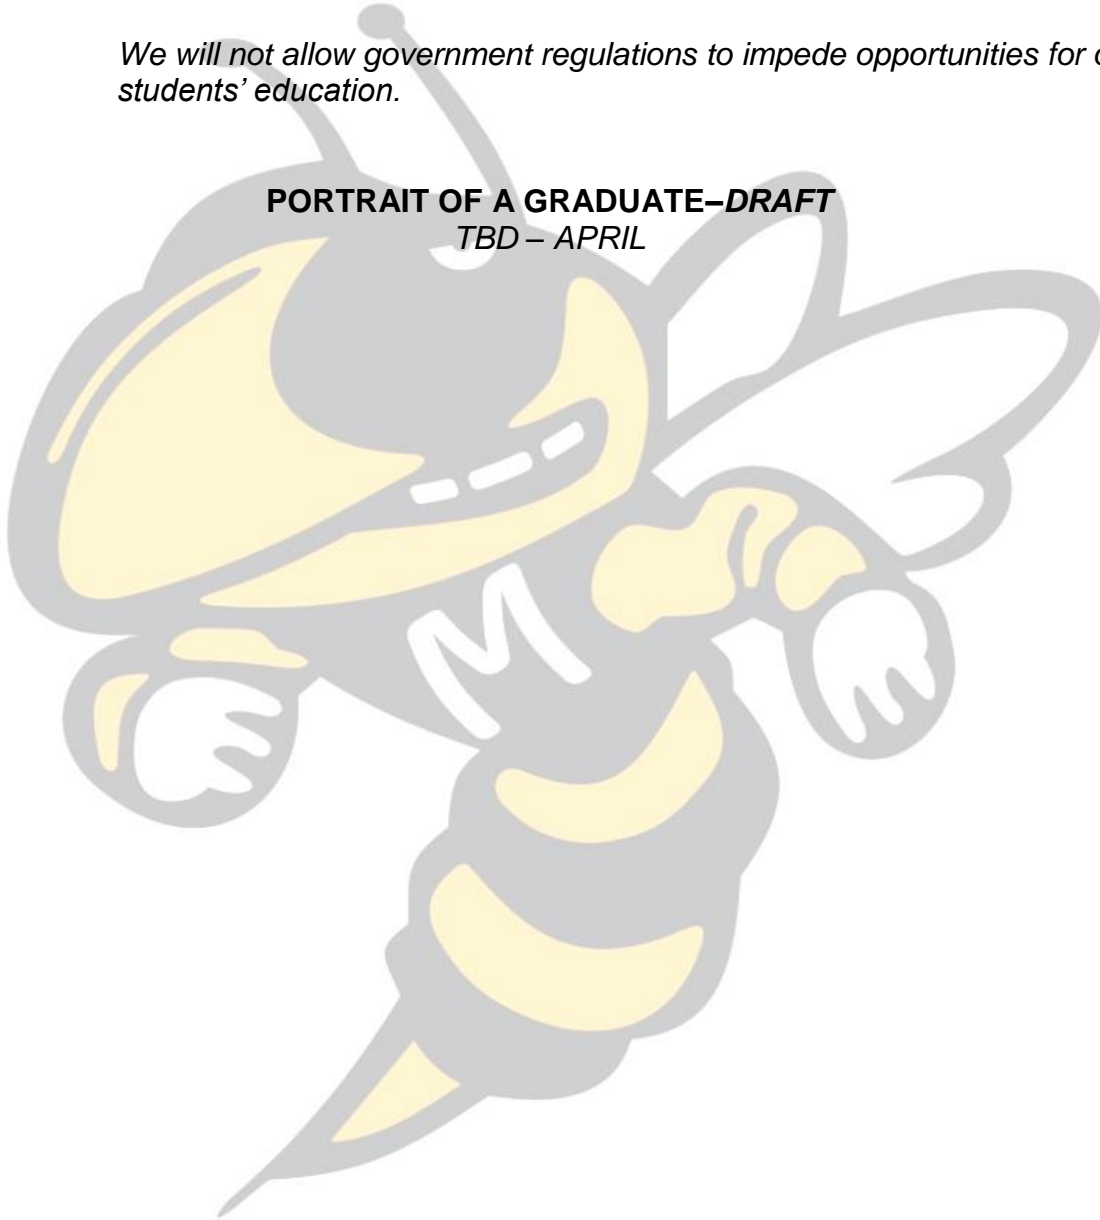 We will not allow government regulations to impede opportunities for
students’ education.
PORTRAIT OF A GRADUATE–DRAFT
TBD – APRIL
M